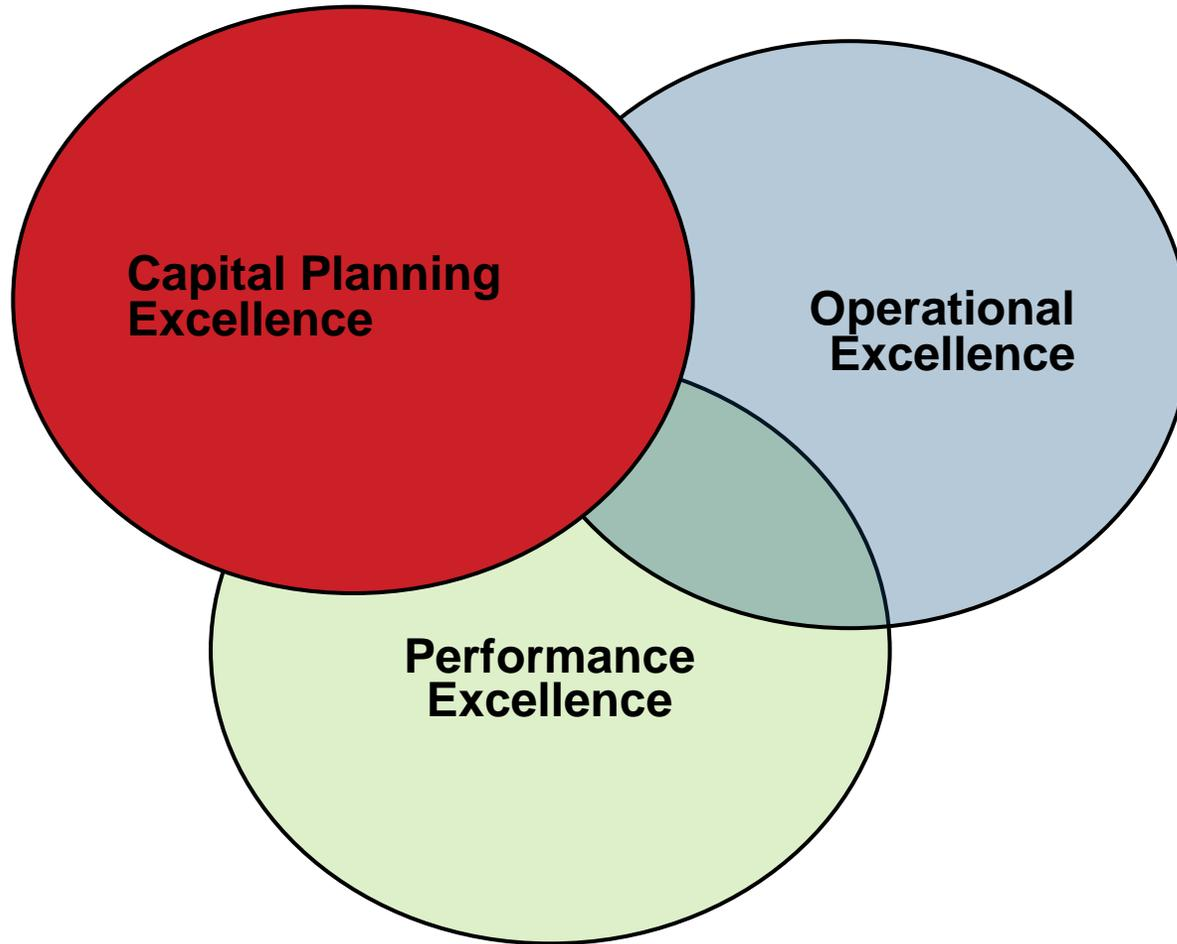 Capital Planning
Excellence
Operational
Excellence
Performance
Excellence